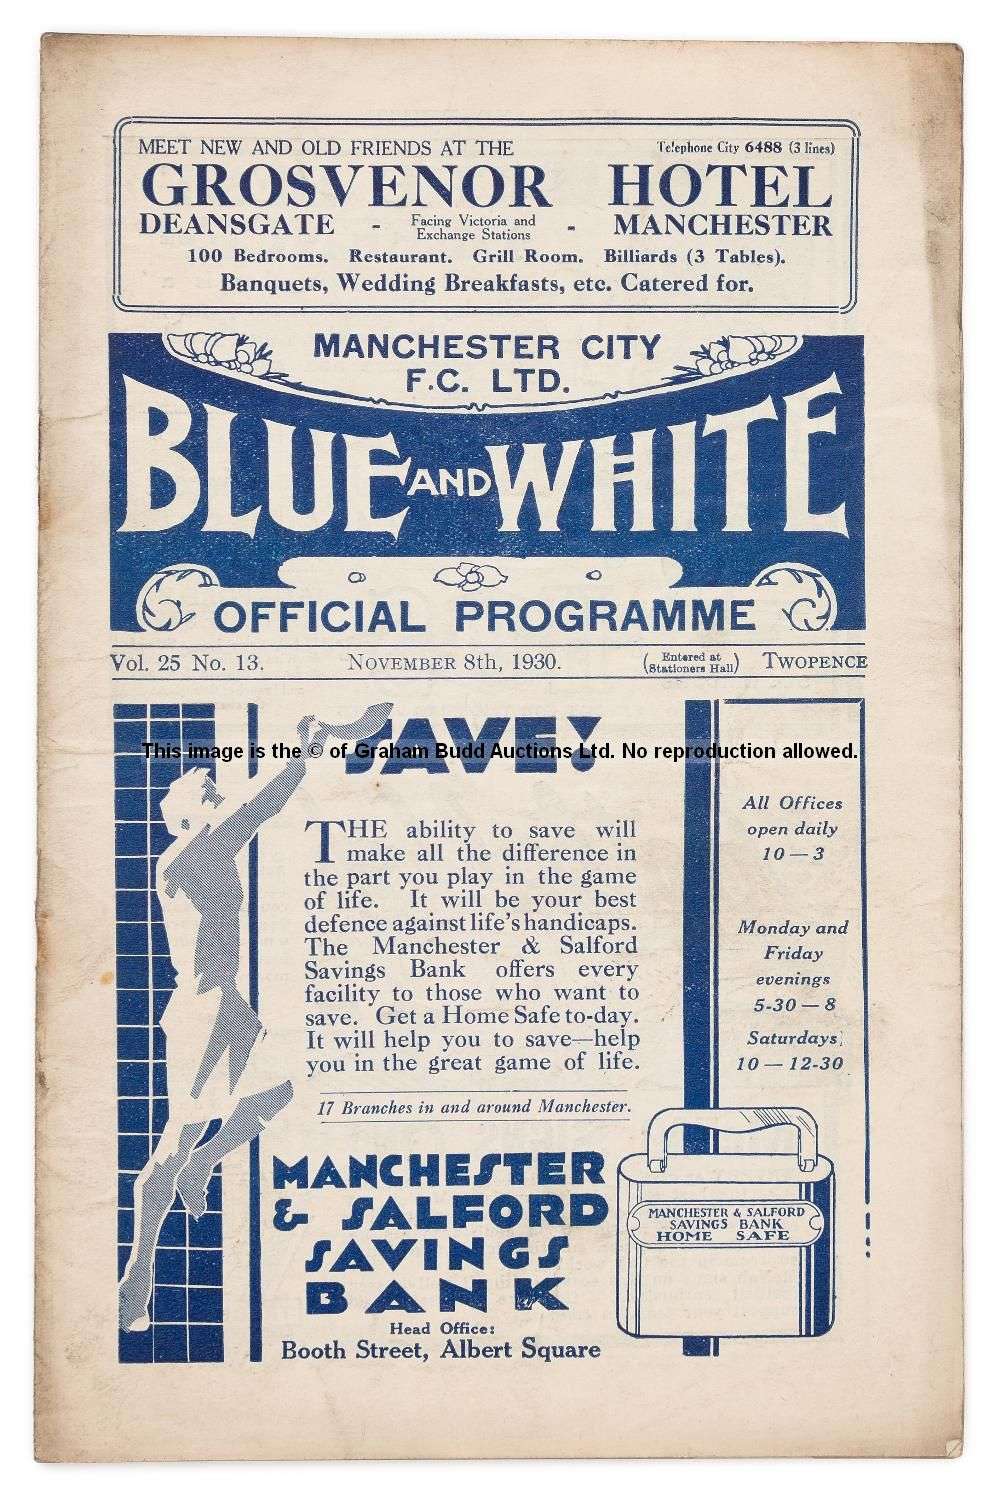 MEET NEW AND OLD FRIENDS AT THE
Telephone City 6488 (3 lines)
GROSVENOR HOTEL
DEANSGATE - Facing Victoria and Exchange Stations - MANCHESTER
100 Bedrooms. Restaurant. Grill Room. Billiards (3 Tables).
Banquets, Wedding Breakfasts, etc. Catered for.
MANCHESTER CITY
F.C. LTD.
BLUE AND WHITE
OFFICIAL PROGRAMME
Vol. 25 No. 13. NOVEMBER 8th, 1930. (Entered at Stationers Hall) TWOPENCE
SAVE!
This image is the © of Graham Budd Auctions Ltd. No reproduction allowed.
THE ability to save will
make all the difference in
the part you play in the game
of life. It will be your best
defence against life's handicaps.
The Manchester & Salford
Savings Bank offers every
facility to those who want to
save. Get a Home Safe to-day.
It will help you to save—help
you in the great game of life.
17 Branches in and around Manchester.
MANCHESTER
& SALFORD
SAVINGS
BANK
Head Office:
Booth Street, Albert Square
All Offices
open daily
10 — 3
Monday and
Friday
evenings
5-30 — 8
Saturdays
10 — 12-30
MANCHESTER & SALFORD
SAVINGS BANK
HOME SAFE